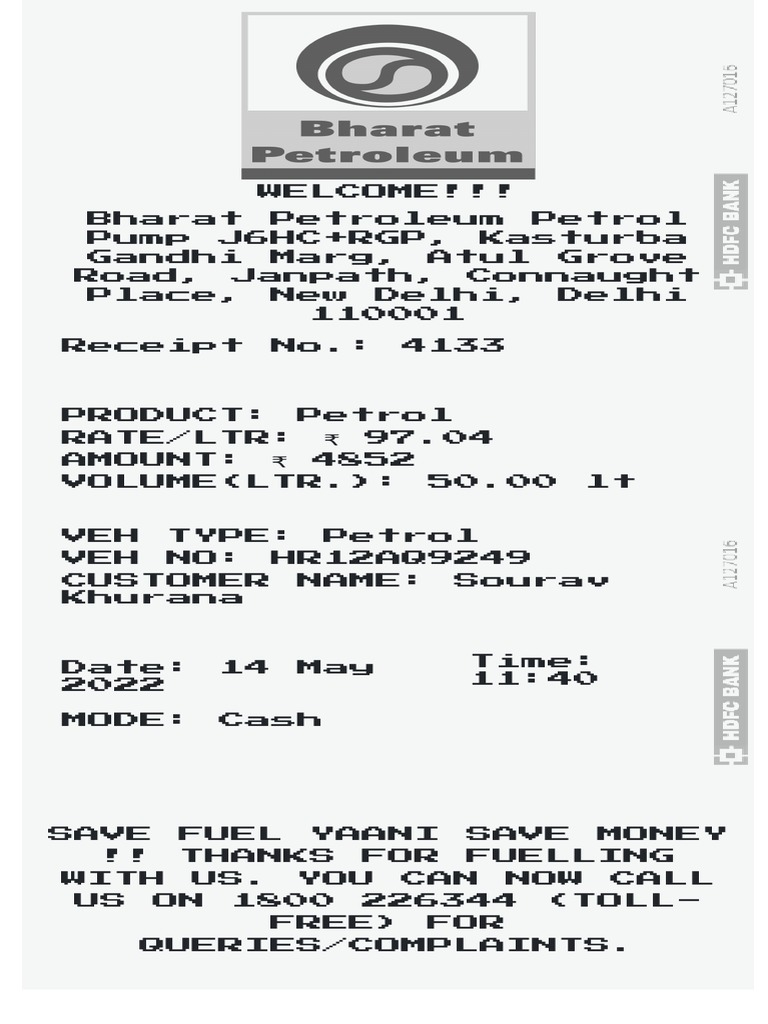 Bharat
Petroleum
WELCOME!!!
Bharat Petroleum Petrol
Pump J6HC+RGP, Kasturba
Gandhi Marg, Atul Grove
Road, Janpath, Connaught
Place, New Delhi, Delhi
110001
Receipt No.: 4133
PRODUCT: Petrol
RATE/LTR: ₹ 97.04
AMOUNT: ₹ 4852
VOLUME(LTR.): 50.00 lt
VEH TYPE: Petrol
VEH NO: HR12AQ9249
CUSTOMER NAME: Sourav
Khurana
Date: 14 May
2022
Time:
11:40
MODE: Cash
SAVE FUEL YAANI SAVE MONEY
!! THANKS FOR FUELLING
WITH US. YOU CAN NOW CALL
US ON 1800 226344 (TOLL-
FREE) FOR
QUERIES/COMPLAINTS.
A127016
HDFC BANK
A127016
HDFC BANK